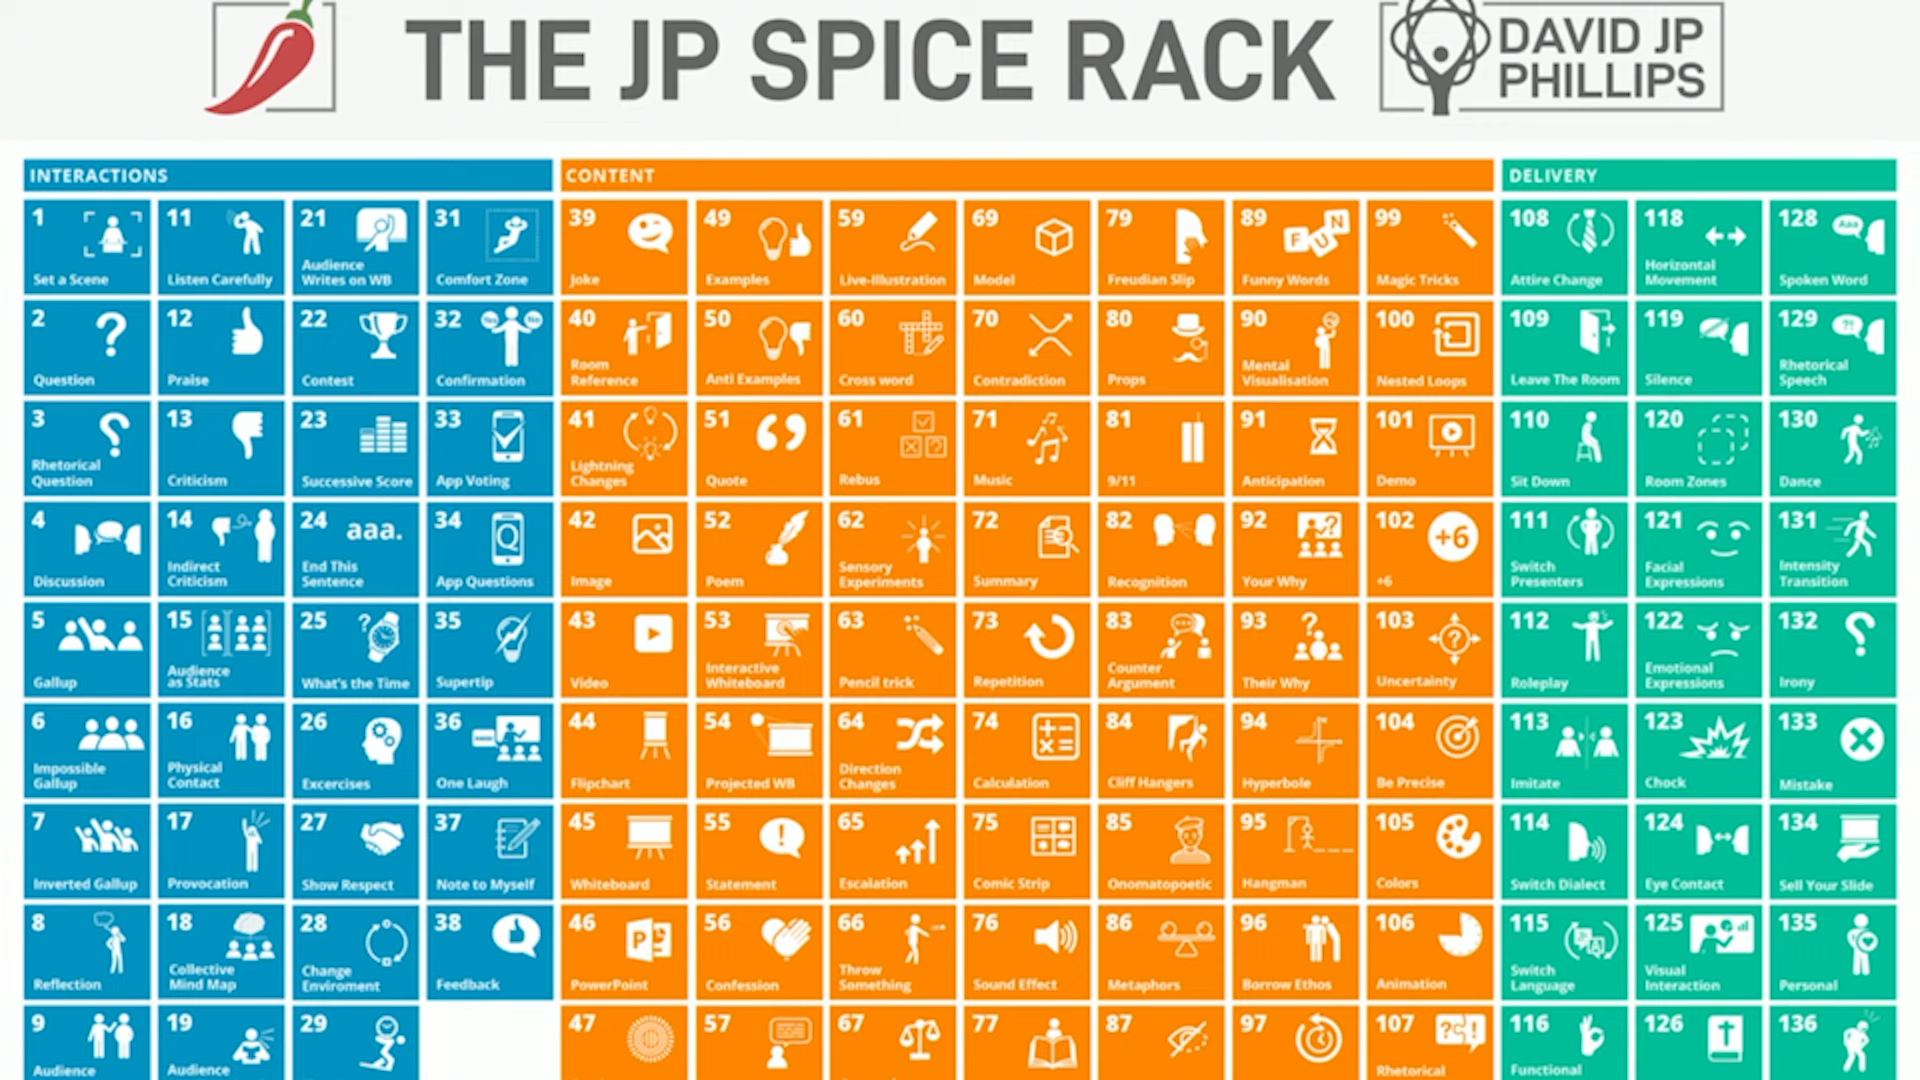 THE JP SPICE RACK
DAVID JP
PHILLIPS
INTERACTIONS
CONTENT
DELIVERY
1
Set a Scene
11
Listen Carefully
21
Audience
Writes on WB
31
Comfort Zone
39
Joke
49
Examples
59
Live-Illustration
69
Model
79
Freudian Slip
89
FUN
Funny Words
99
Magic Tricks
108
Attire Change
118
Horizontal
Movement
128
Aaa
Spoken Word
2
Question
12
Praise
22
Contest
32
Yes
No
Confirmation
40
Room
Reference
50
Anti Examples
60
Cross word
70
Contradiction
80
Props
90
Mental
Visualisation
100
Nested Loops
109
Leave The Room
119
Silence
129
?!
Rhetorical
Speech
3
Rhetorical
Question
13
Criticism
23
Successive Score
33
App Voting
41
Lightning
Changes
51
Quote
61
Rebus
71
Music
81
9/11
91
Anticipation
101
Demo
110
Sit Down
120
Room Zones
130
Dance
4
Discussion
14
Indirect
Criticism
24
aaa.
End This
Sentence
34
Q
App Questions
42
Image
52
Poem
62
Sensory
Experiments
72
Summary
82
Recognition
92
Your Why
102
+6
+6
111
Switch
Presenters
121
Facial
Expressions
131
Intensity
Transition
5
Gallup
15
Audience
as Stats
25
What's the Time
35
Supertip
43
Video
53
Interactive
Whiteboard
63
Pencil trick
73
Repetition
83
Counter
Argument
93
Their Why
103
Uncertainty
112
Roleplay
122
Emotional
Expressions
132
Irony
6
Impossible
Gallup
16
Physical
Contact
26
Excercises
36
One Laugh
44
Flipchart
54
Projected WB
64
Direction
Changes
74
Calculation
84
Cliff Hangers
94
Hyperbole
104
Be Precise
113
Imitate
123
Chock
133
Mistake
7
Inverted Gallup
17
Provocation
27
Show Respect
37
Note to Myself
45
Whiteboard
55
Statement
65
Escalation
75
Comic Strip
85
Onomatopoetic
95
Hangman
105
Colors
114
Switch Dialect
124
Eye Contact
134
Sell Your Slide
8
Reflection
18
Collective
Mind Map
28
Change
Enviroment
38
Feedback
46
P
PowerPoint
56
Confession
66
Throw
Something
76
Sound Effect
86
Metaphors
96
Borrow Ethos
106
Animation
115
Switch
Language
125
Visual
Interaction
135
Personal
9
Audience
19
Audience
29
47
57
67
77
87
97
107
Rhetorical
116
Functional
126
136